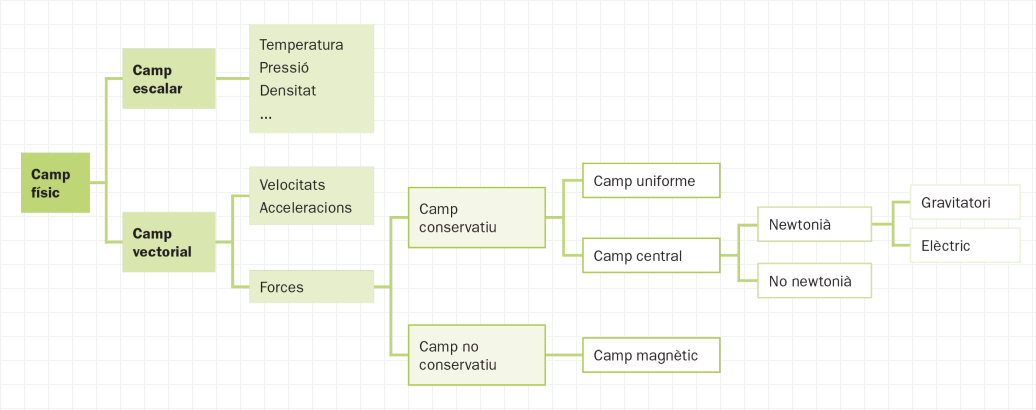 Camp
físic
Camp
escalar
Temperatura
Pressió
Densitat
...
Camp
vectorial
Velocitats
Acceleracions
Forces
Camp
conservatiu
Camp uniforme
Camp central
Newtonià
Gravitatori
Elèctric
No newtonià
Camp no
conservatiu
Camp magnètic